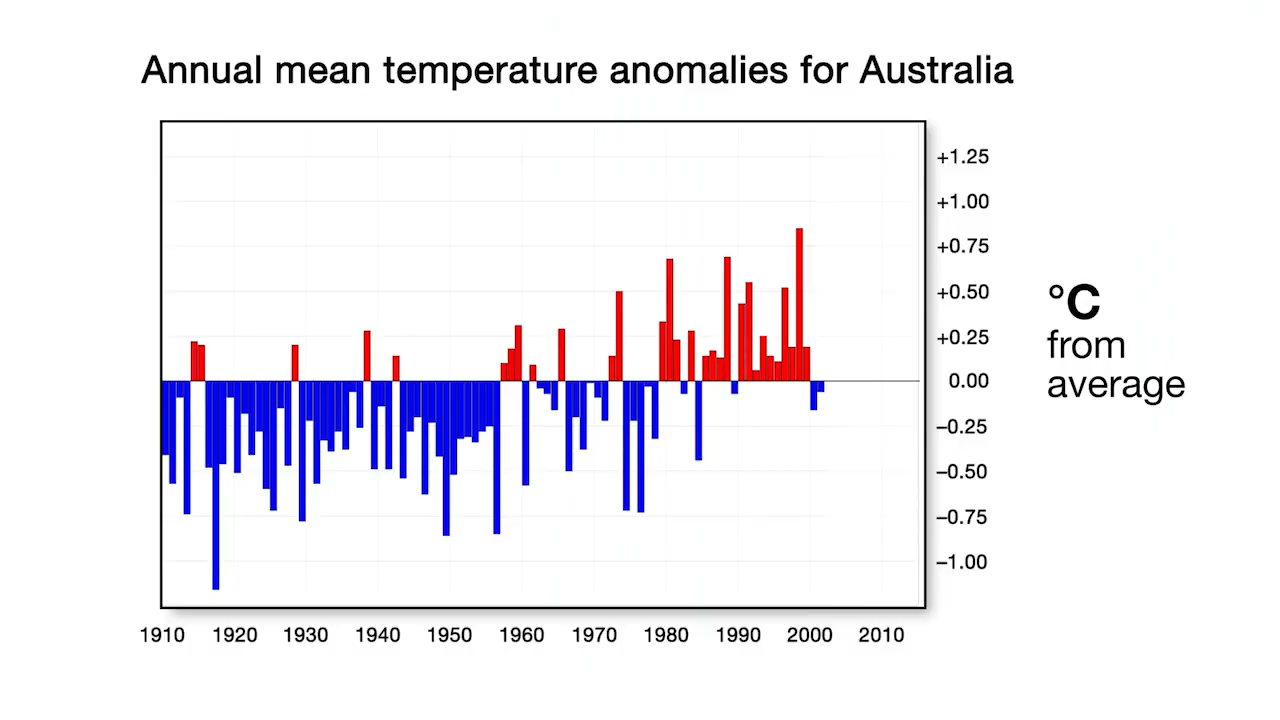 Annual mean temperature anomalies for Australia
+1.25
+1.00
+0.75
+0.50
+0.25
0.00
–0.25
–0.50
–0.75
–1.00
°C
from
average
1910 1920 1930 1940 1950 1960 1970 1980 1990 2000 2010